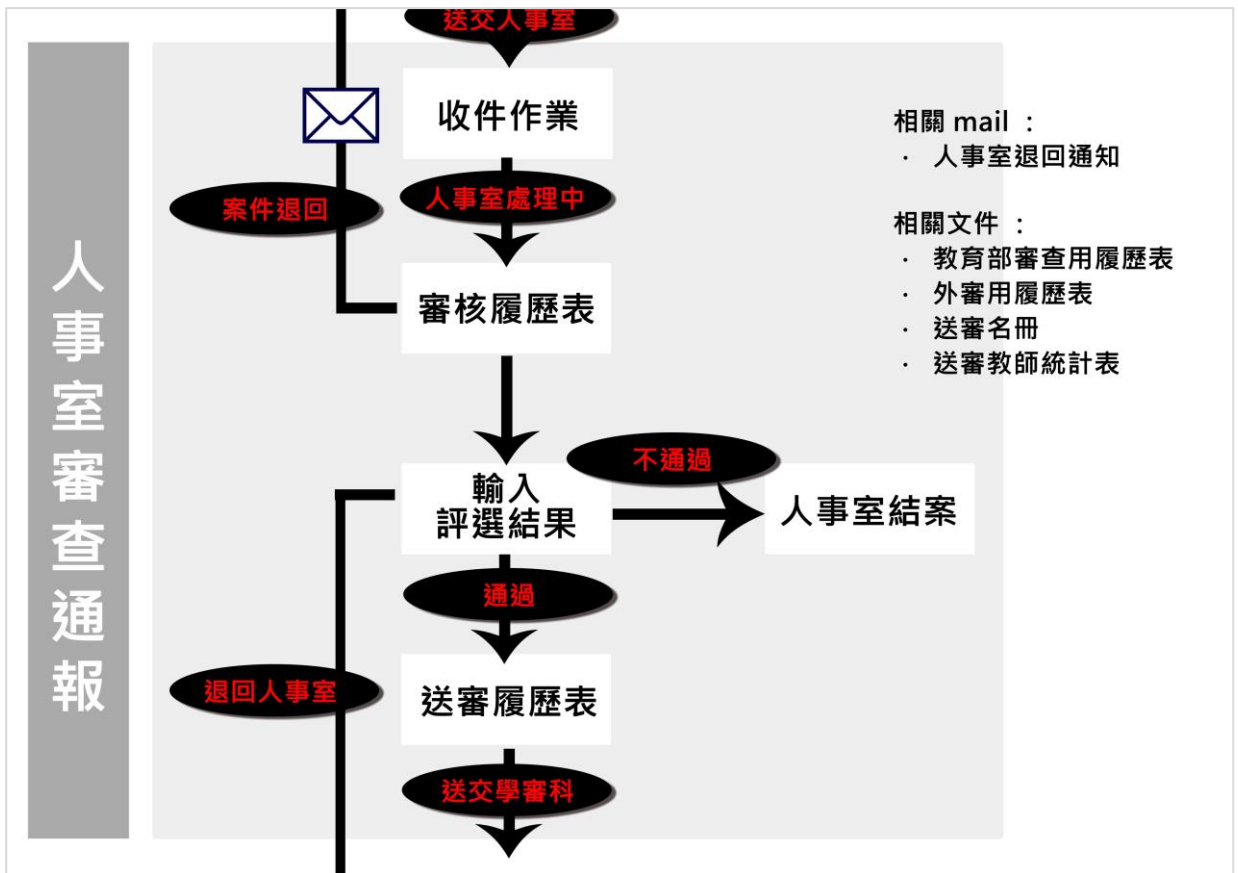 送交人事室
收件作業
人事室處理中
案件退回
審核履歷表
輸入
評選結果
不通過
人事室結案
通過
退回人事室
送審履歷表
送交學審科
人事室審查通報
相關 mail ：
· 人事室退回通知
相關文件 ：
· 教育部審查用履歷表
· 外審用履歷表
· 送審名冊
· 送審教師統計表